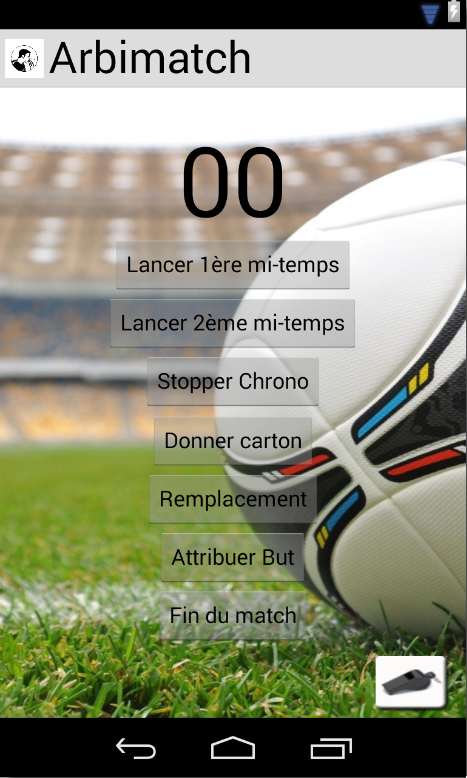 Arbimatch
00
Lancer 1ère mi-temps
Lancer 2ème mi-temps
Stopper Chrono
Donner carton
Remplacement
Attribuer But
Fin du match